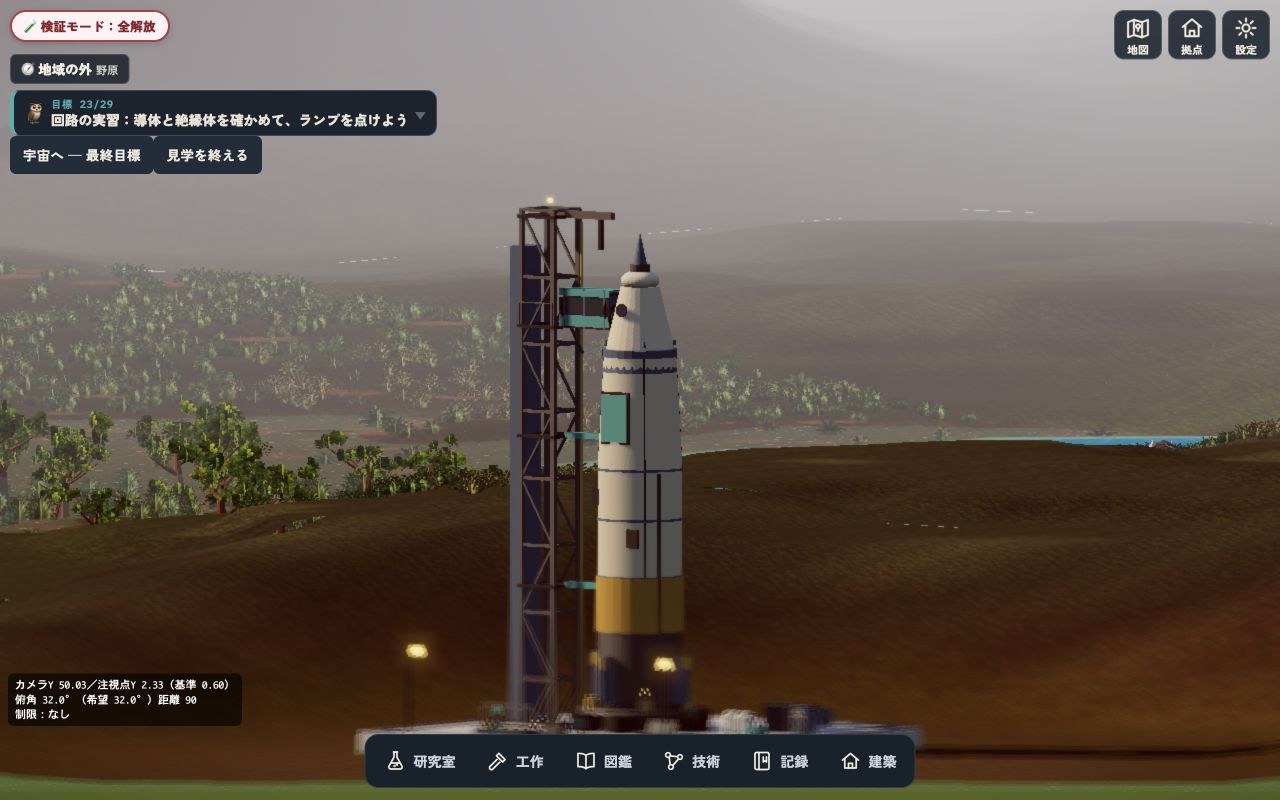 検証モード：全解放
地域の外 野原
目標 23/29
回路の実習：導体と絶縁体を確かめて、ランプを点けよう
宇宙へ — 最終目標
見学を終える
地図
拠点
設定
カメラY 50.03／注視点Y 2.33（基準 0.60）
俯角 32.0°（希望 32.0°）距離 90
制限：なし
研究室
工作
図鑑
技術
記録
建築